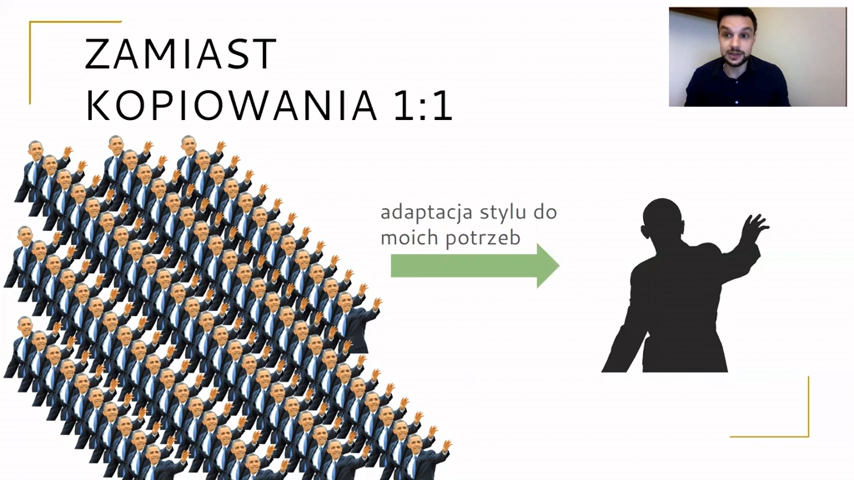 ZAMIAST
KOPIOWANIA 1:1
adaptacja stylu do
moich potrzeb